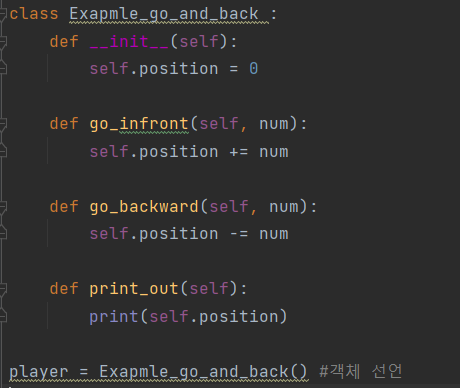 class Exapmle_go_and_back :
    def __init__(self):
        self.position = 0
    def go_infront(self, num):
        self.position += num
    def go_backward(self, num):
        self.position -= num
    def print_out(self):
        print(self.position)
player = Exapmle_go_and_back() #객체 선언